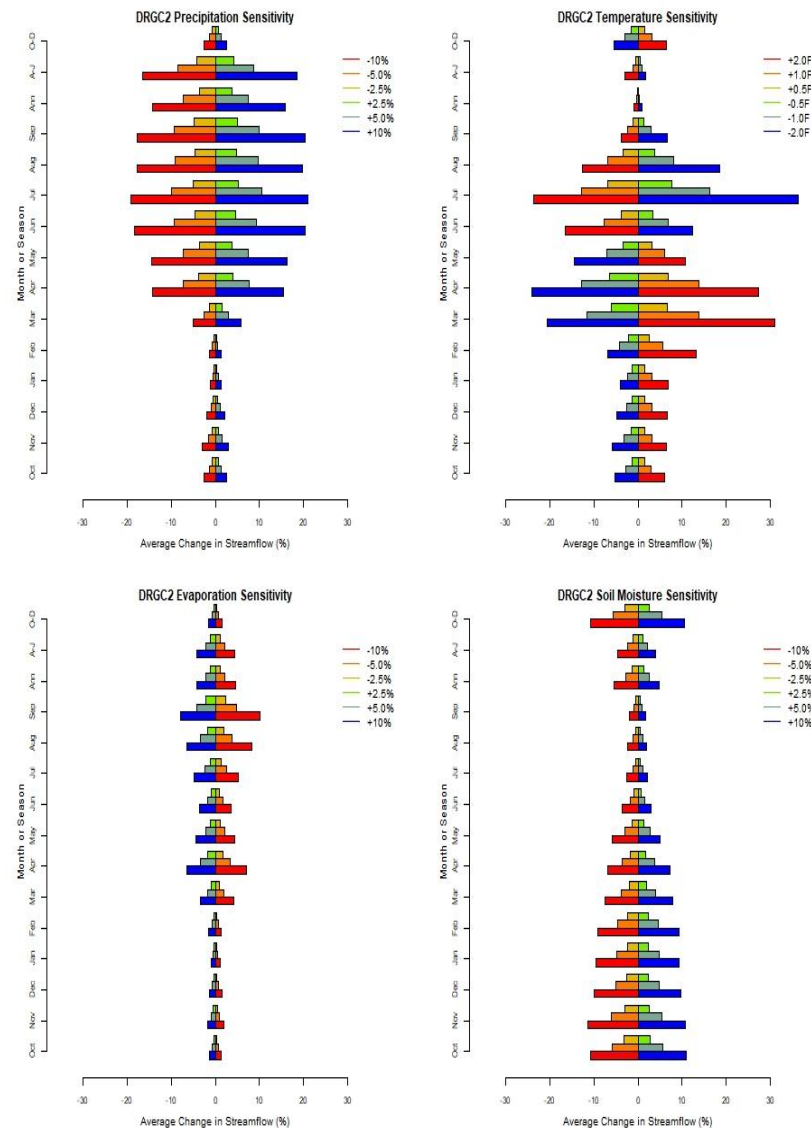 DRGC2 Precipitation Sensitivity
Month or Season
O-D
A-J
Ann
Sep
Aug
Jul
Jun
May
Apr
Mar
Feb
Jan
Dec
Nov
Oct
-10%
-5.0%
-2.5%
+2.5%
+5.0%
+10%
-30 -20 -10 0 10 20 30
Average Change in Streamflow (%)
DRGC2 Temperature Sensitivity
Month or Season
O-D
A-J
Ann
Sep
Aug
Jul
Jun
May
Apr
Mar
Feb
Jan
Dec
Nov
Oct
+2.0F
+1.0F
+0.5F
-0.5F
-1.0F
-2.0F
-30 -20 -10 0 10 20 30
Average Change in Streamflow (%)
DRGC2 Evaporation Sensitivity
Month or Season
O-D
A-J
Ann
Sep
Aug
Jul
Jun
May
Apr
Mar
Feb
Jan
Dec
Nov
Oct
-10%
-5.0%
-2.5%
+2.5%
+5.0%
+10%
-30 -20 -10 0 10 20 30
Average Change in Streamflow (%)
DRGC2 Soil Moisture Sensitivity
Month or Season
O-D
A-J
Ann
Sep
Aug
Jul
Jun
May
Apr
Mar
Feb
Jan
Dec
Nov
Oct
-10%
-5.0%
-2.5%
+2.5%
+5.0%
+10%
-30 -20 -10 0 10 20 30
Average Change in Streamflow (%)